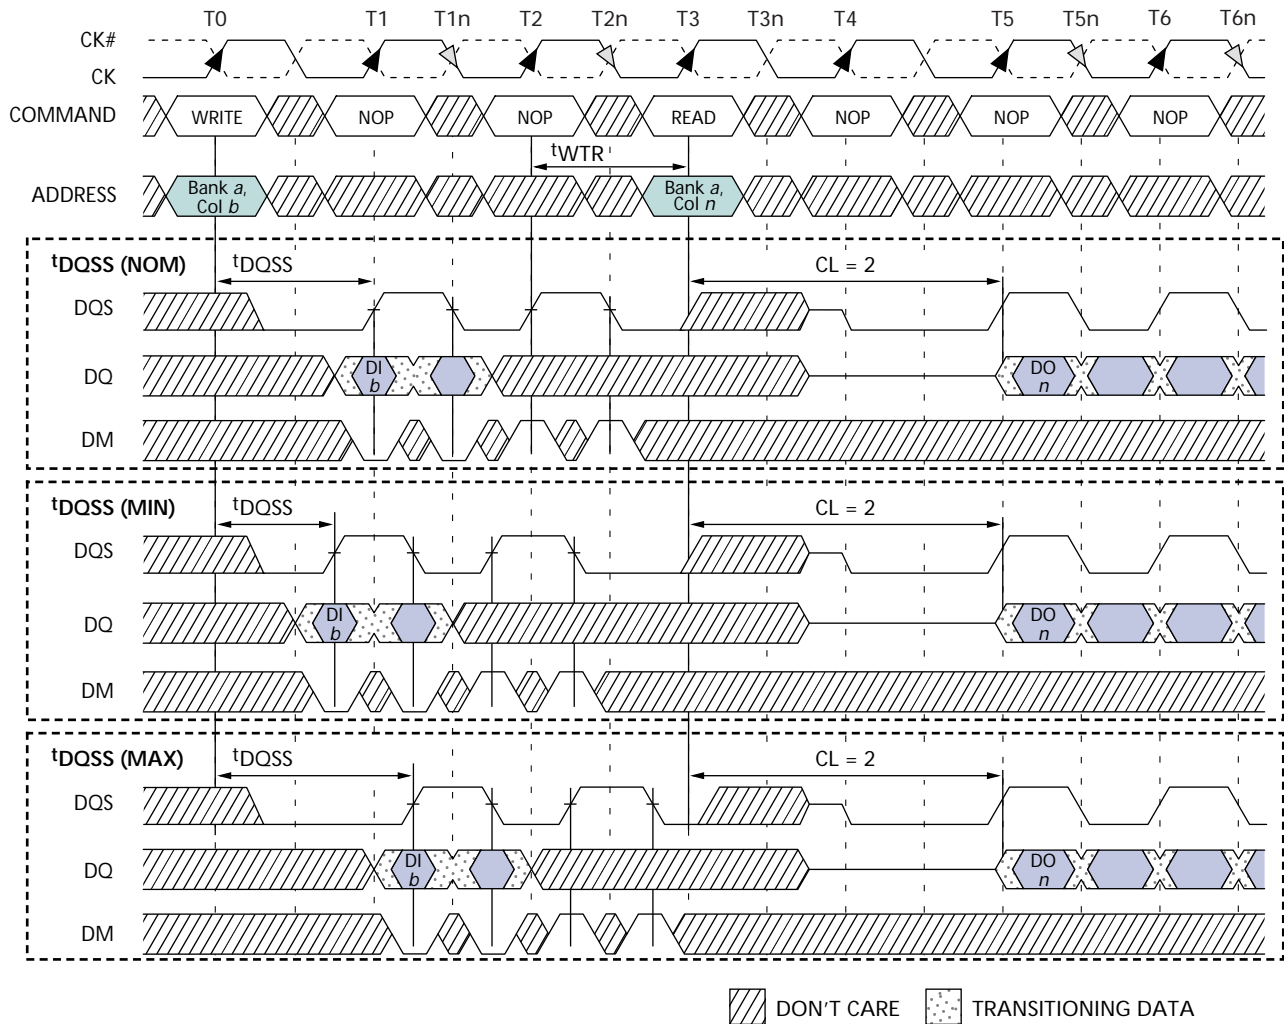 T0 T1 T1n T2 T2n T3 T3n T4 T5 T5n T6 T6n
CK#
CK
COMMAND WRITE NOP NOP READ NOP NOP NOP
tWTR
ADDRESS Bank a, Col b Bank a, Col n
tDQSS (NOM) tDQSS CL = 2
DQS
DQ DI b DO n
DM
tDQSS (MIN) tDQSS CL = 2
DQS
DQ DI b DO n
DM
tDQSS (MAX) tDQSS CL = 2
DQS
DQ DI b DO n
DM
DON'T CARE TRANSITIONING DATA